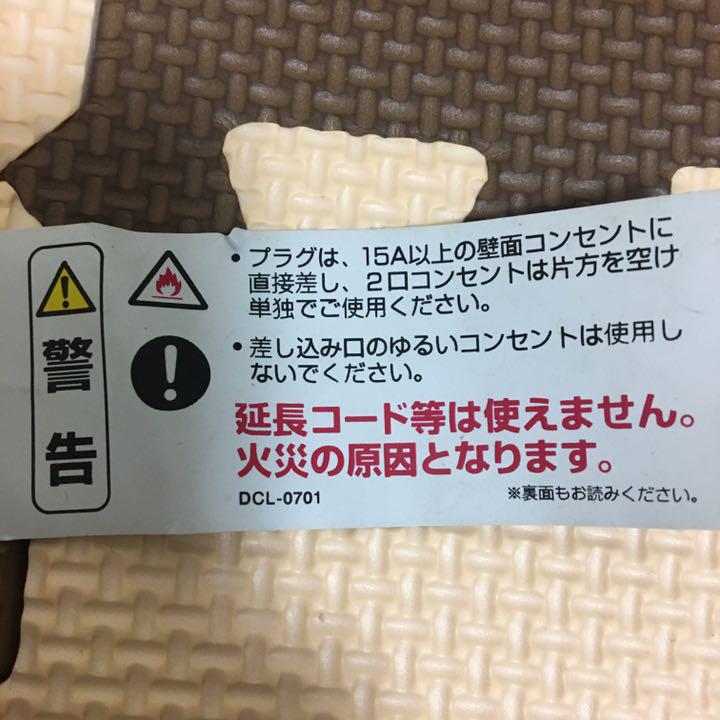 警告
・プラグは、15A以上の壁面コンセントに
直接差し、2口コンセントは片方を空け
単独でご使用ください。
・差し込み口のゆるいコンセントは使用し
ないでください。
延長コード等は使えません。
火災の原因となります。
DCL-0701
※裏面もお読みください。